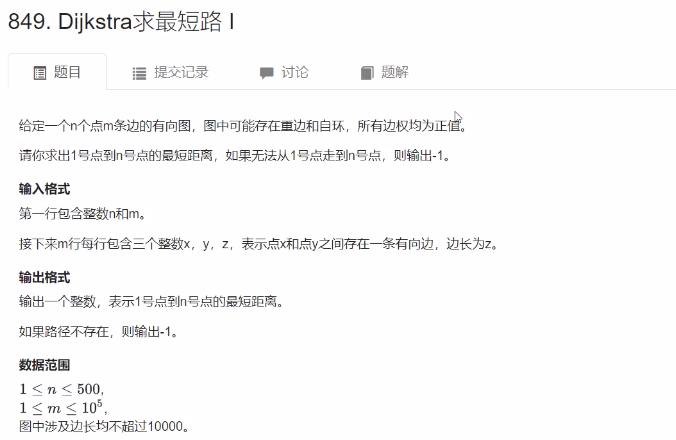 849. Dijkstra求最短路 I
题目 提交记录 讨论 题解
给定一个n个点m条边的有向图，图中可能存在重边和自环，所有边权均为正值。
请你求出1号点到n号点的最短距离，如果无法从1号点走到n号点，则输出-1。
输入格式
第一行包含整数n和m。
接下来m行每行包含三个整数x，y，z，表示点x和点y之间存在一条有向边，边长为z。
输出格式
输出一个整数，表示1号点到n号点的最短距离。
如果路径不存在，则输出-1。
数据范围
1 ≤ n ≤ 500,
1 ≤ m ≤ 10⁵,
图中涉及边长均不超过10000。